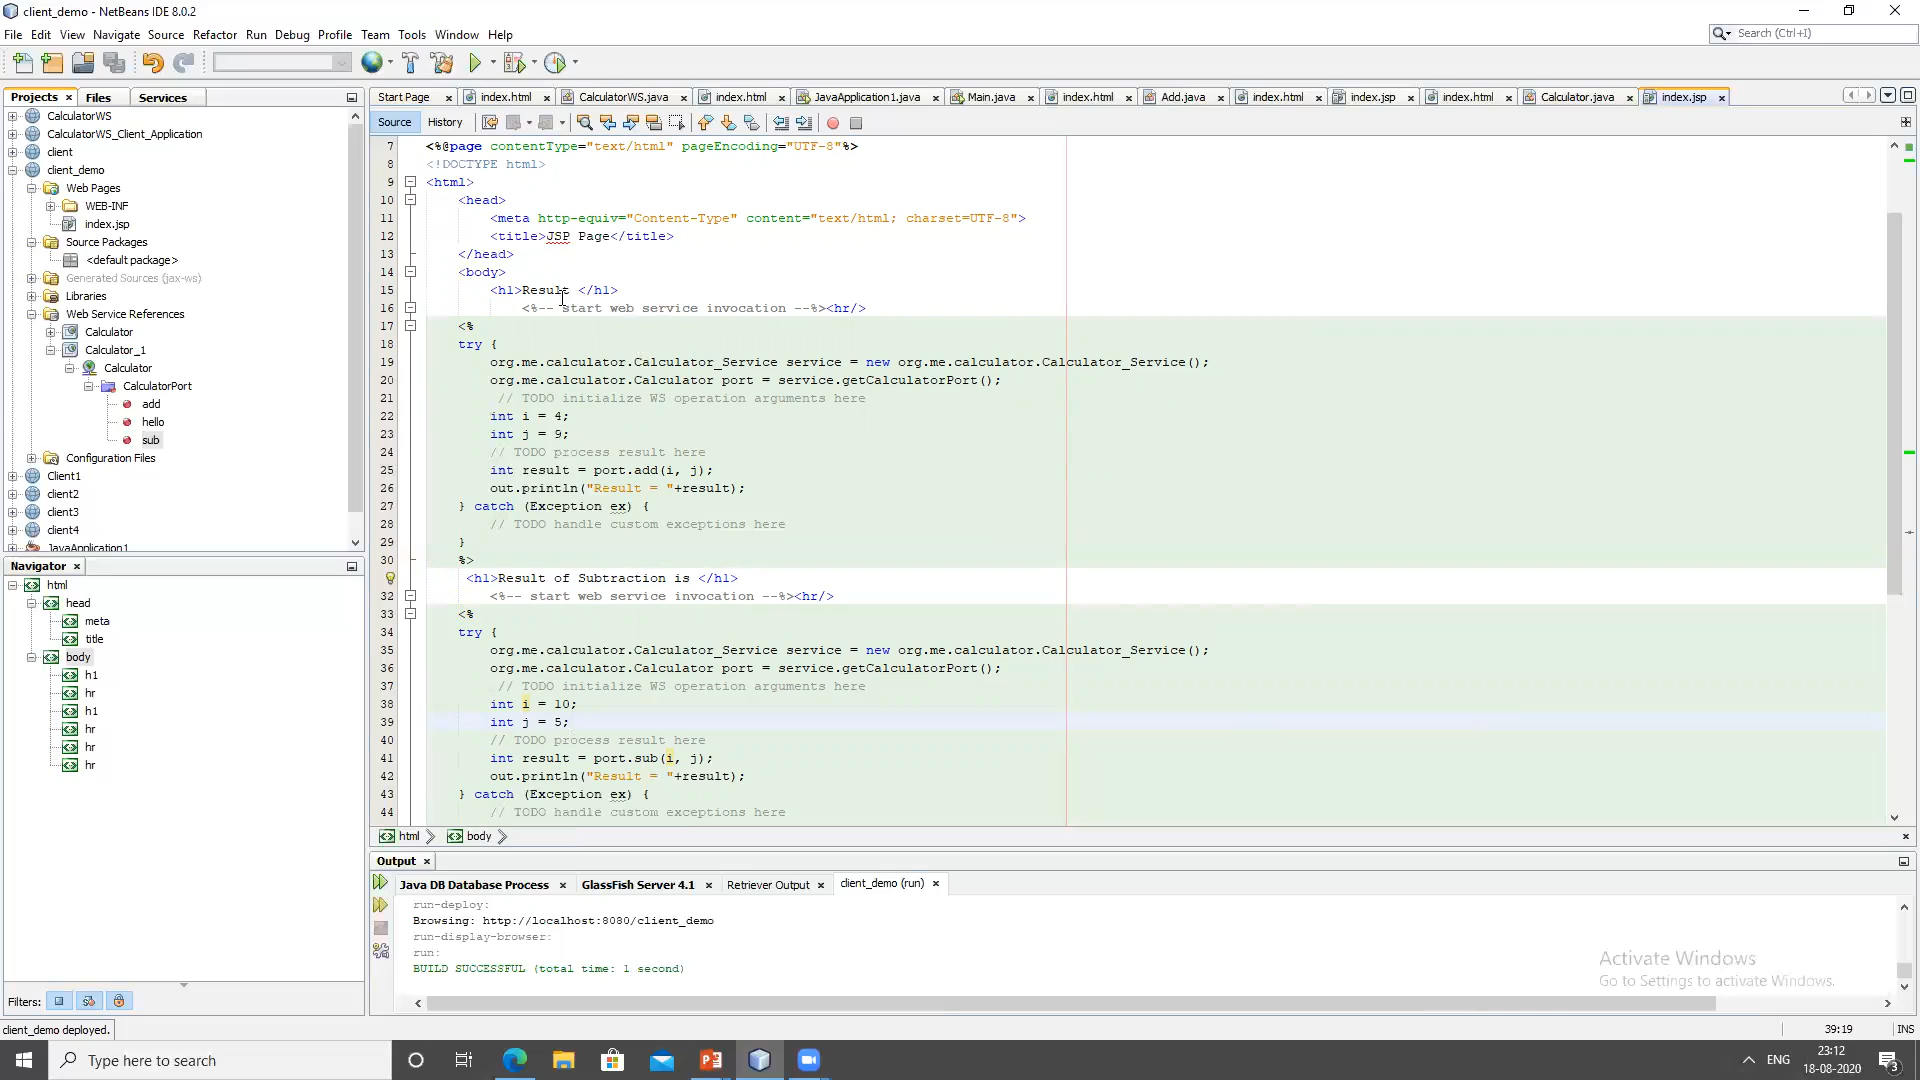 client_demo - NetBeans IDE 8.0.2
File Edit View Navigate Source Refactor Run Debug Profile Team Tools Window Help
Search (Ctrl+I)
Projects Files Services
CalculatorWS
CalculatorWS_Client_Application
client
client_demo
Web Pages
WEB-INF
index.jsp
Source Packages
<default package>
Generated Sources (jax-ws)
Libraries
Web Service References
Calculator
Calculator_1
Calculator
CalculatorPort
add
hello
sub
Configuration Files
Client1
client2
client3
client4
JavaApplication1
Navigator
html
head
meta
title
body
h1
hr
h1
hr
hr
hr
Filters:
client_demo deployed.
Start Page index.html CalculatorWS.java index.html JavaApplication1.java Main.java index.html Add.java index.html index.jsp index.html Calculator.java index.jsp
Source History
7 <%@page contentType="text/html" pageEncoding="UTF-8"%>
8 <!DOCTYPE html>
9 <html>
10 <head>
11 <meta http-equiv="Content-Type" content="text/html; charset=UTF-8">
12 <title>JSP Page</title>
13 </head>
14 <body>
15 <h1>Result </h1>
16 <%-- start web service invocation --%><hr/>
17 <%
18 try {
19 org.me.calculator.Calculator_Service service = new org.me.calculator.Calculator_Service();
20 org.me.calculator.Calculator port = service.getCalculatorPort();
21 // TODO initialize WS operation arguments here
22 int i = 4;
23 int j = 9;
24 // TODO process result here
25 int result = port.add(i, j);
26 out.println("Result = "+result);
27 } catch (Exception ex) {
28 // TODO handle custom exceptions here
29 }
30 %>
<h1>Result of Subtraction is </h1>
32 <%-- start web service invocation --%><hr/>
33 <%
34 try {
35 org.me.calculator.Calculator_Service service = new org.me.calculator.Calculator_Service();
36 org.me.calculator.Calculator port = service.getCalculatorPort();
37 // TODO initialize WS operation arguments here
38 int i = 10;
39 int j = 5;
40 // TODO process result here
41 int result = port.sub(i, j);
42 out.println("Result = "+result);
43 } catch (Exception ex) {
44 // TODO handle custom exceptions here
html body
Output
Java DB Database Process GlassFish Server 4.1 Retriever Output client_demo (run)
run-deploy:
Browsing: http://localhost:8080/client_demo
run-display-browser:
run:
BUILD SUCCESSFUL (total time: 1 second)
Activate Windows
Go to Settings to activate Windows.
39:19 INS
Type here to search
ENG
23:12
18-08-2020
3